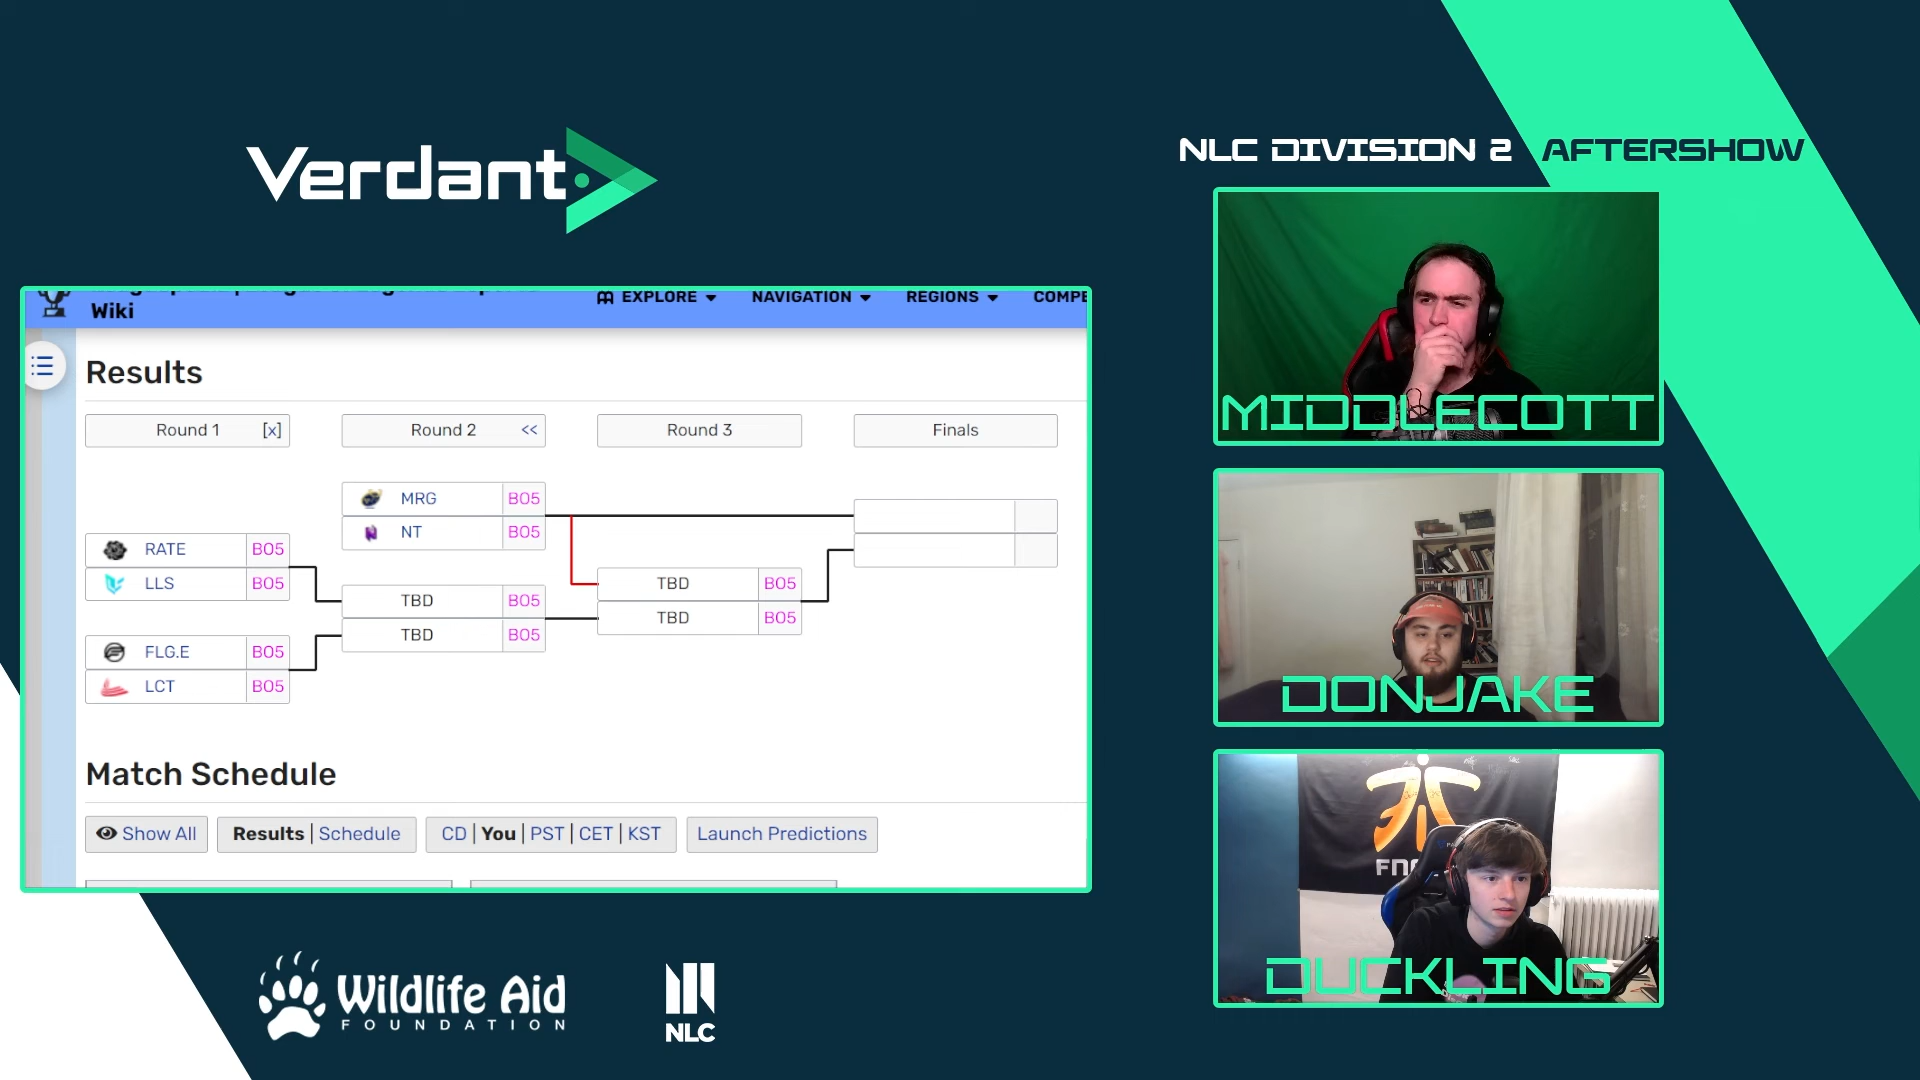 Verdant
NLC DIVISION 2 AFTERSHOW
Wiki
EXPLORE NAVIGATION REGIONS COMPE
Results
Round 1 [x] Round 2 << Round 3 Finals
MRG BO5
NT BO5
RATE BO5
LLS BO5
TBD BO5
TBD BO5
TBD BO5
TBD BO5
FLG.E BO5
LCT BO5
Match Schedule
Show All Results | Schedule CD | You | PST | CET | KST Launch Predictions
MIDDLECOTT
DONJAKE
FN
DUCKLING
Wildlife Aid
FOUNDATION
NLC